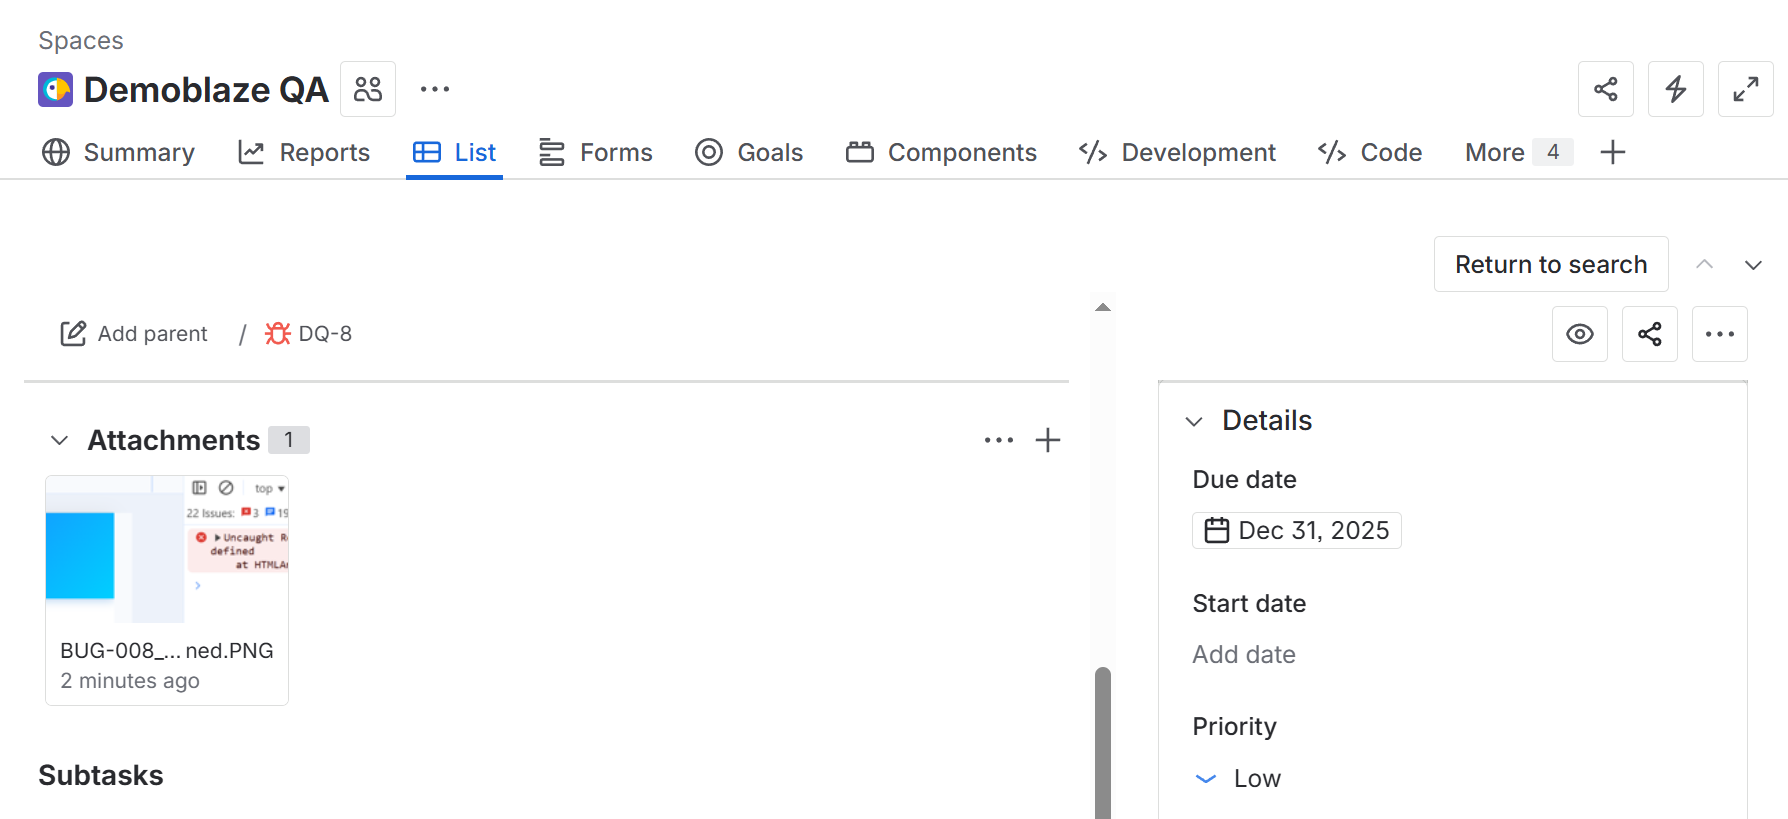 Spaces
Demoblaze QA
Summary
Reports
List
Forms
Goals
Components
Development
Code
More 4
Return to search
Add parent / DQ-8
Attachments 1
top
22 Issues: 3 19
Uncaught R
defined
at HTMLA
BUG-008_... ned.PNG
2 minutes ago
Subtasks
Details
Due date
Dec 31, 2025
Start date
Add date
Priority
Low